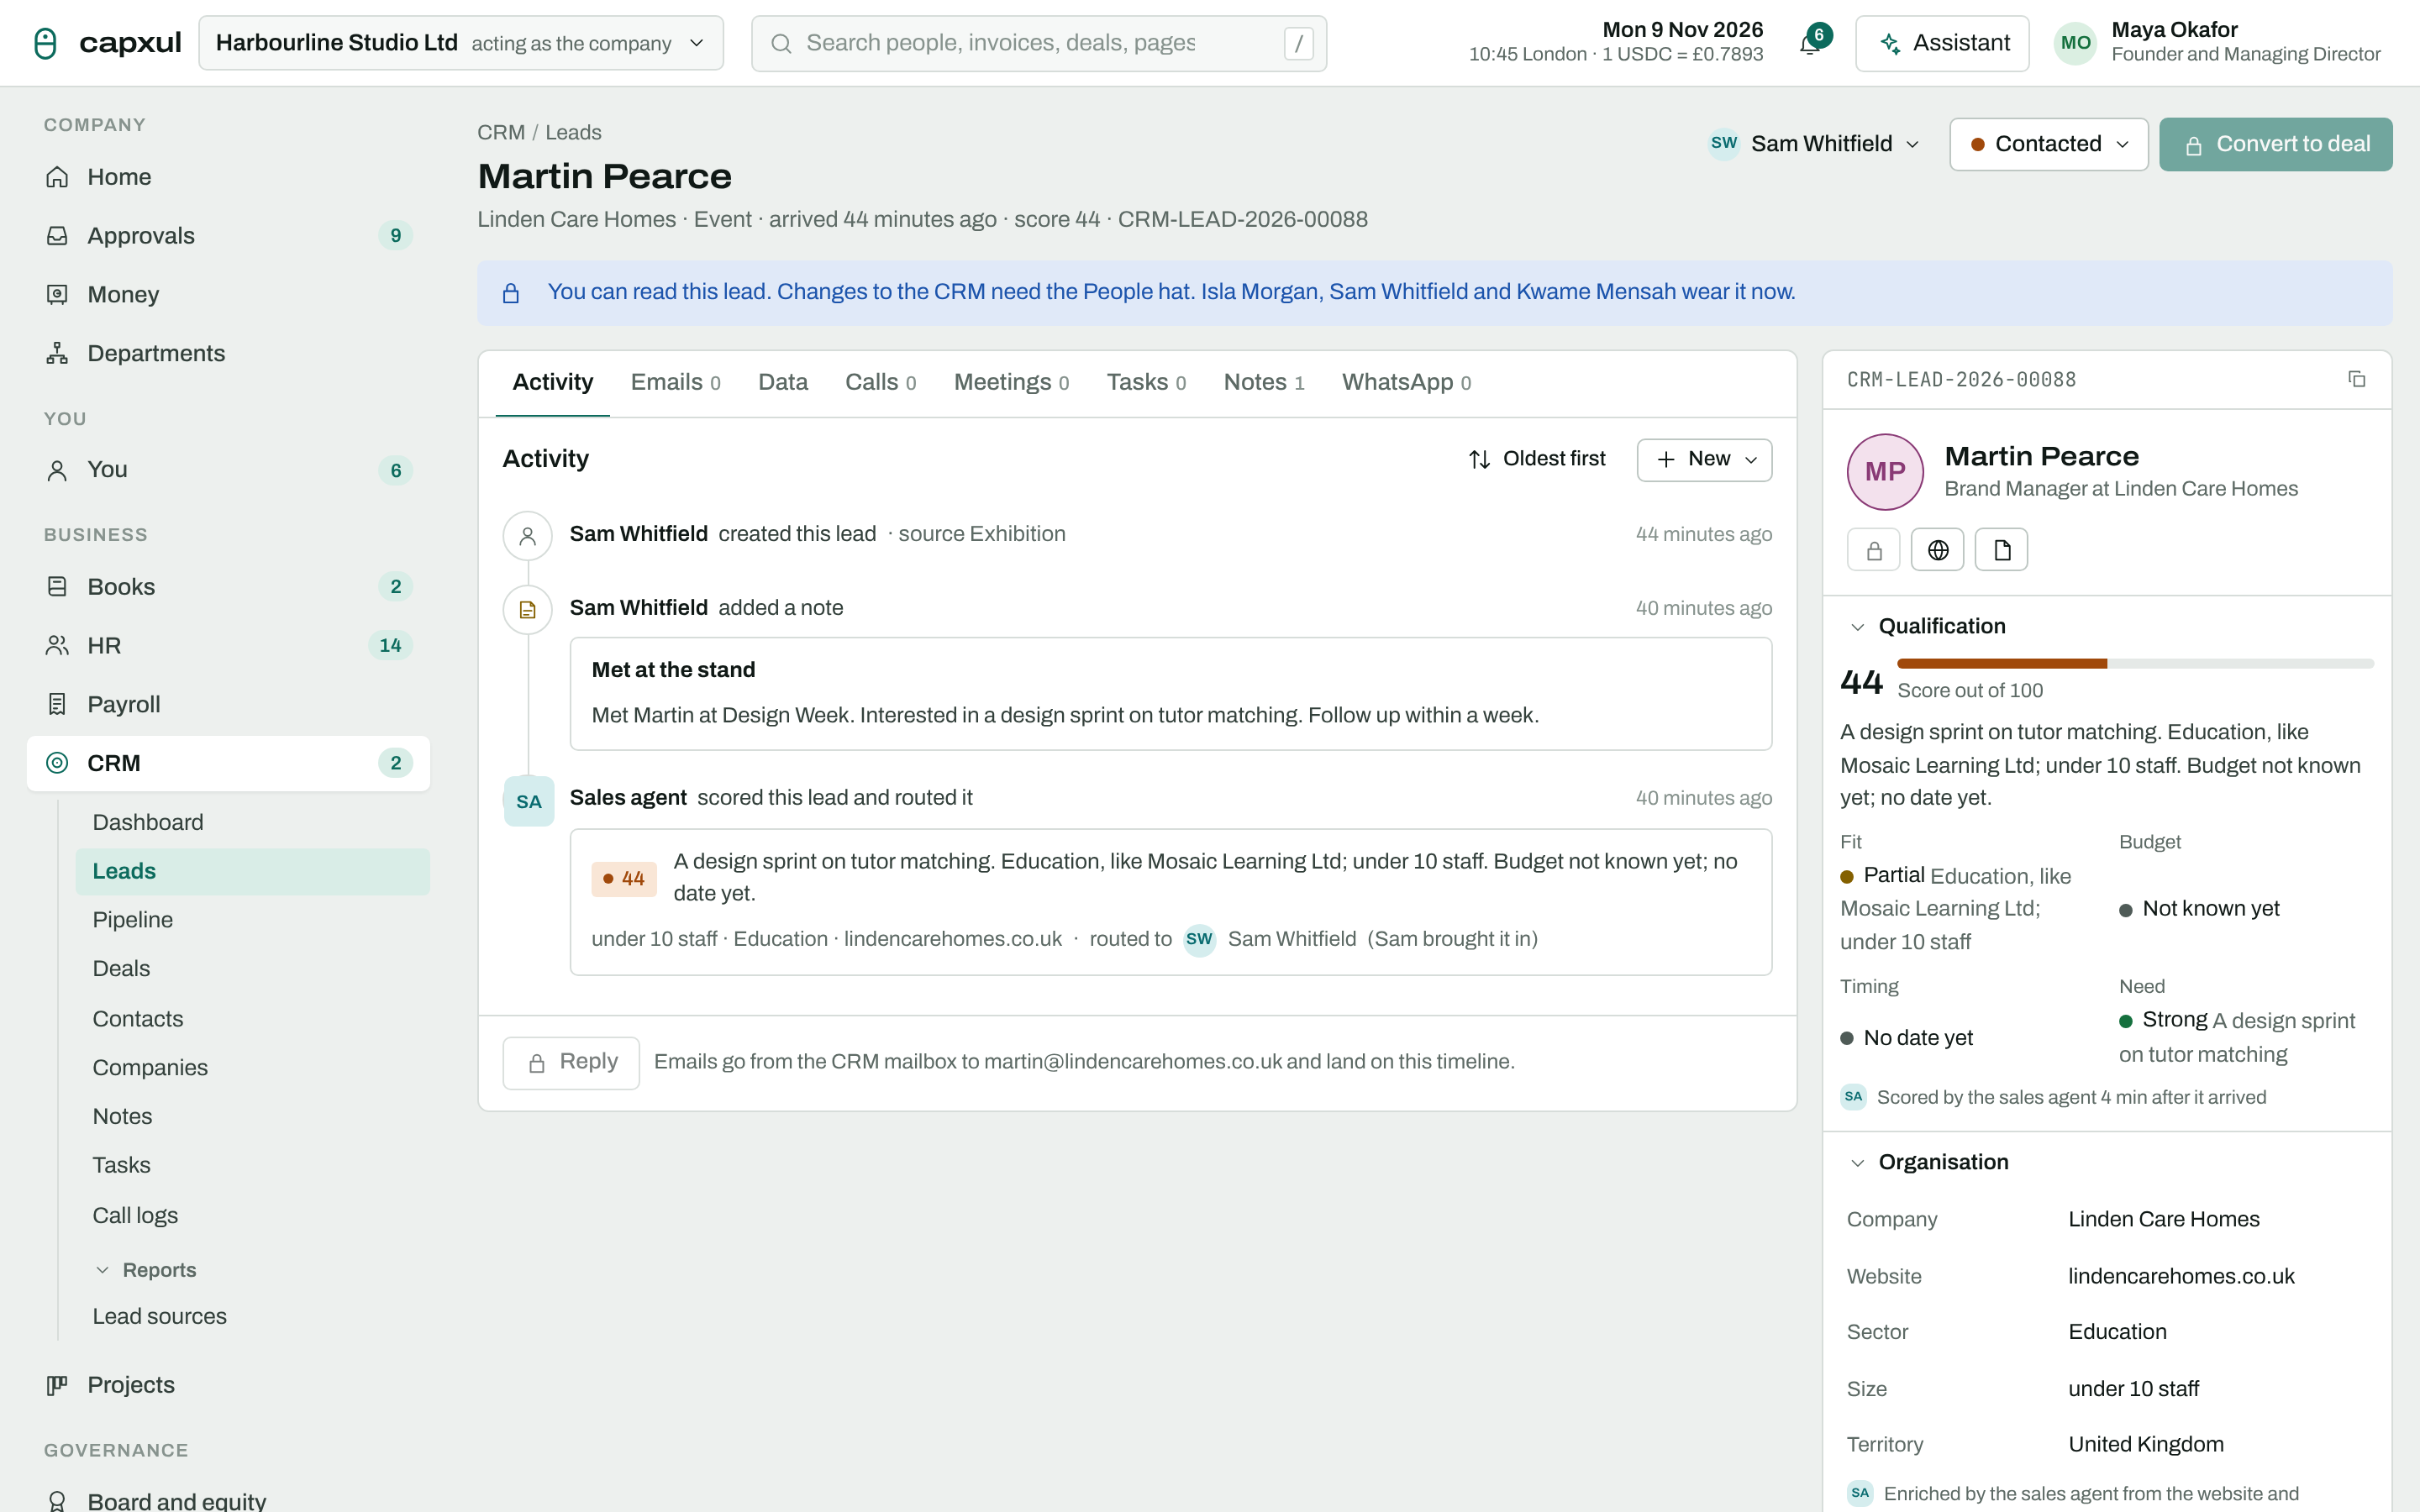 capxul
Harbourline Studio Ltd acting as the company
Search people, invoices, deals, pages
/
Mon 9 Nov 2026
10:45 London · 1 USDC = £0.7893
6
Assistant
MO
Maya Okafor
Founder and Managing Director
COMPANY
Home
Approvals 9
Money
Departments
YOU
You 6
BUSINESS
Books 2
HR 14
Payroll
CRM 2
Dashboard
Leads
Pipeline
Deals
Contacts
Companies
Notes
Tasks
Call logs
Reports
Lead sources
Projects
GOVERNANCE
Board and equity
CRM / Leads
Martin Pearce
Linden Care Homes · Event · arrived 44 minutes ago · score 44 · CRM-LEAD-2026-00088
SW Sam Whitfield
Contacted
Convert to deal
You can read this lead. Changes to the CRM need the People hat. Isla Morgan, Sam Whitfield and Kwame Mensah wear it now.
Activity Emails 0 Data Calls 0 Meetings 0 Tasks 0 Notes 1 WhatsApp 0
Activity
Oldest first
New
Sam Whitfield created this lead · source Exhibition 44 minutes ago
Sam Whitfield added a note 40 minutes ago
Met at the stand
Met Martin at Design Week. Interested in a design sprint on tutor matching. Follow up within a week.
SA Sales agent scored this lead and routed it 40 minutes ago
44
A design sprint on tutor matching. Education, like Mosaic Learning Ltd; under 10 staff. Budget not known yet; no
date yet.
under 10 staff · Education · lindencarehomes.co.uk · routed to SW Sam Whitfield (Sam brought it in)
Reply
Emails go from the CRM mailbox to martin@lindencarehomes.co.uk and land on this timeline.
CRM-LEAD-2026-00088
MP
Martin Pearce
Brand Manager at Linden Care Homes
Qualification
44
Score out of 100
A design sprint on tutor matching. Education, like
Mosaic Learning Ltd; under 10 staff. Budget not known
yet; no date yet.
Fit
Partial Education, like
Mosaic Learning Ltd;
under 10 staff
Budget
Not known yet
Timing
No date yet
Need
Strong A design sprint
on tutor matching
SA Scored by the sales agent 4 min after it arrived
Organisation
Company Linden Care Homes
Website lindencarehomes.co.uk
Sector Education
Size under 10 staff
Territory United Kingdom
SA Enriched by the sales agent from the website and